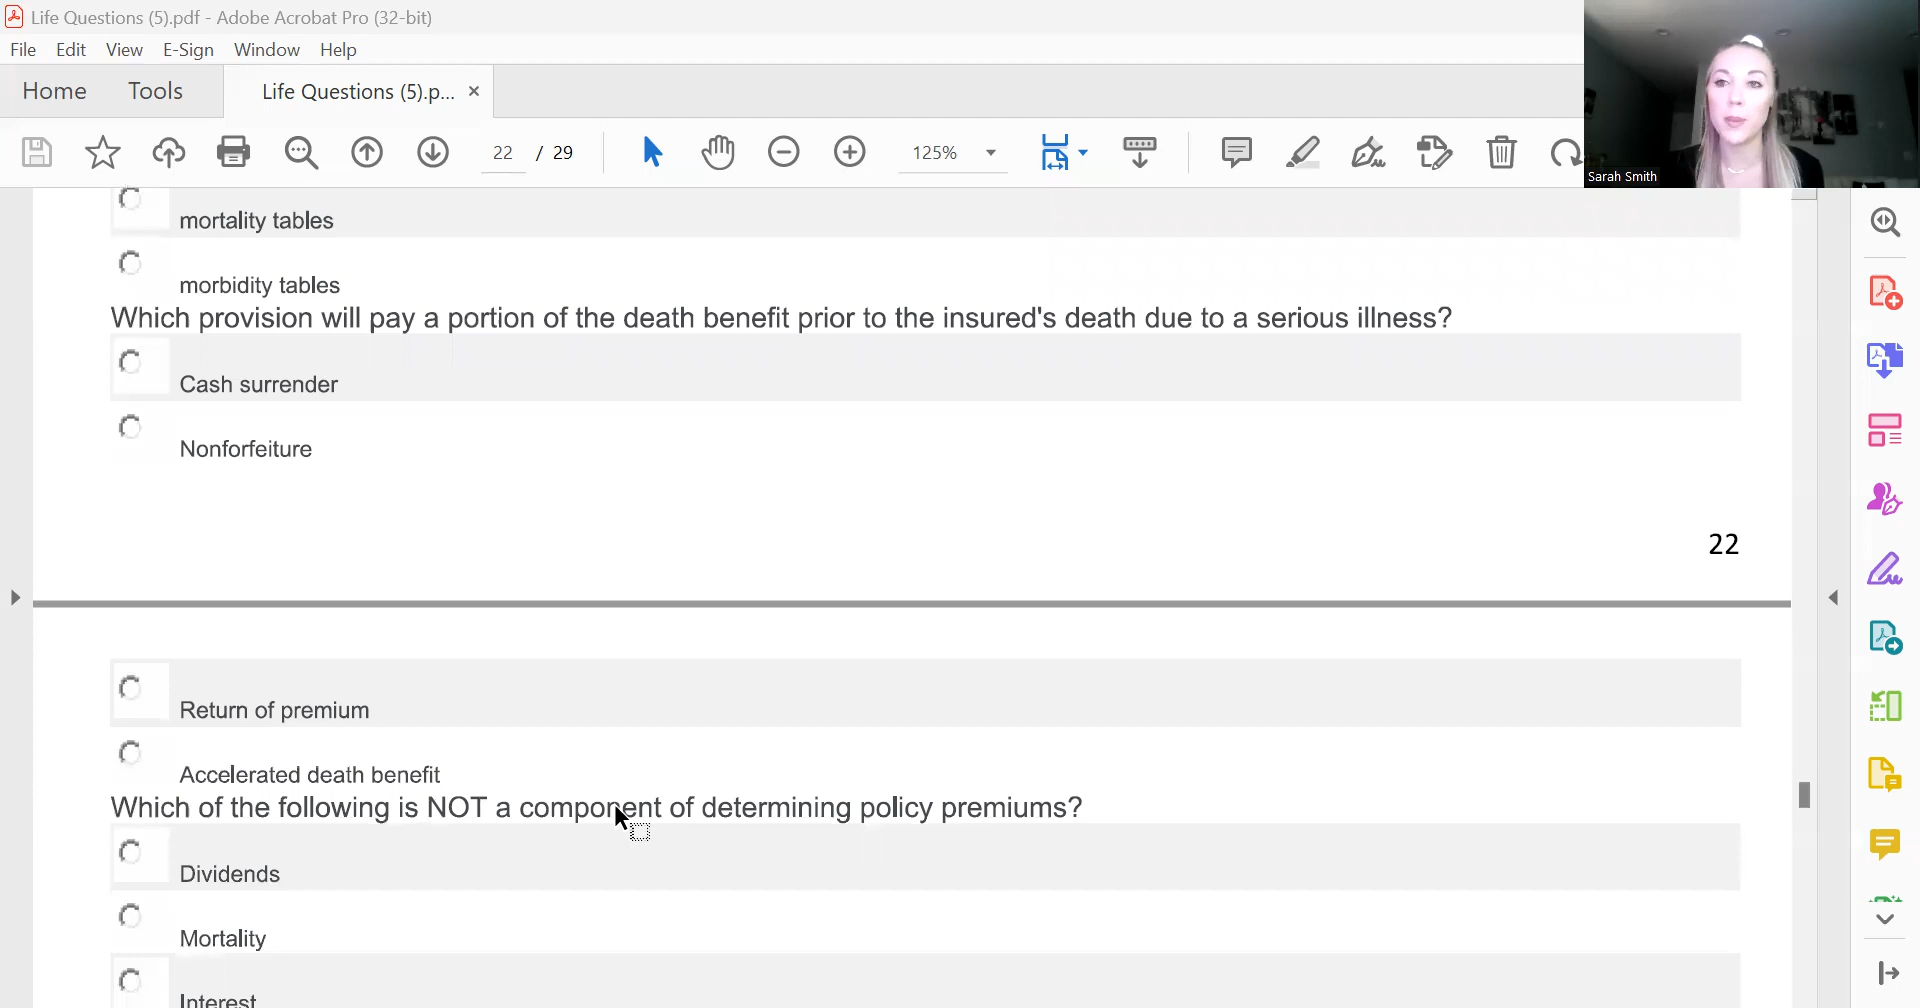 Life Questions (5).pdf - Adobe Acrobat Pro (32-bit)
File Edit View E-Sign Window Help
Home Tools Life Questions (5).p... ×
22 / 29 125%
Sarah Smith
mortality tables
morbidity tables
Which provision will pay a portion of the death benefit prior to the insured's death due to a serious illness?
Cash surrender
Nonforfeiture
22
Return of premium
Accelerated death benefit
Which of the following is NOT a component of determining policy premiums?
Dividends
Mortality
Interest